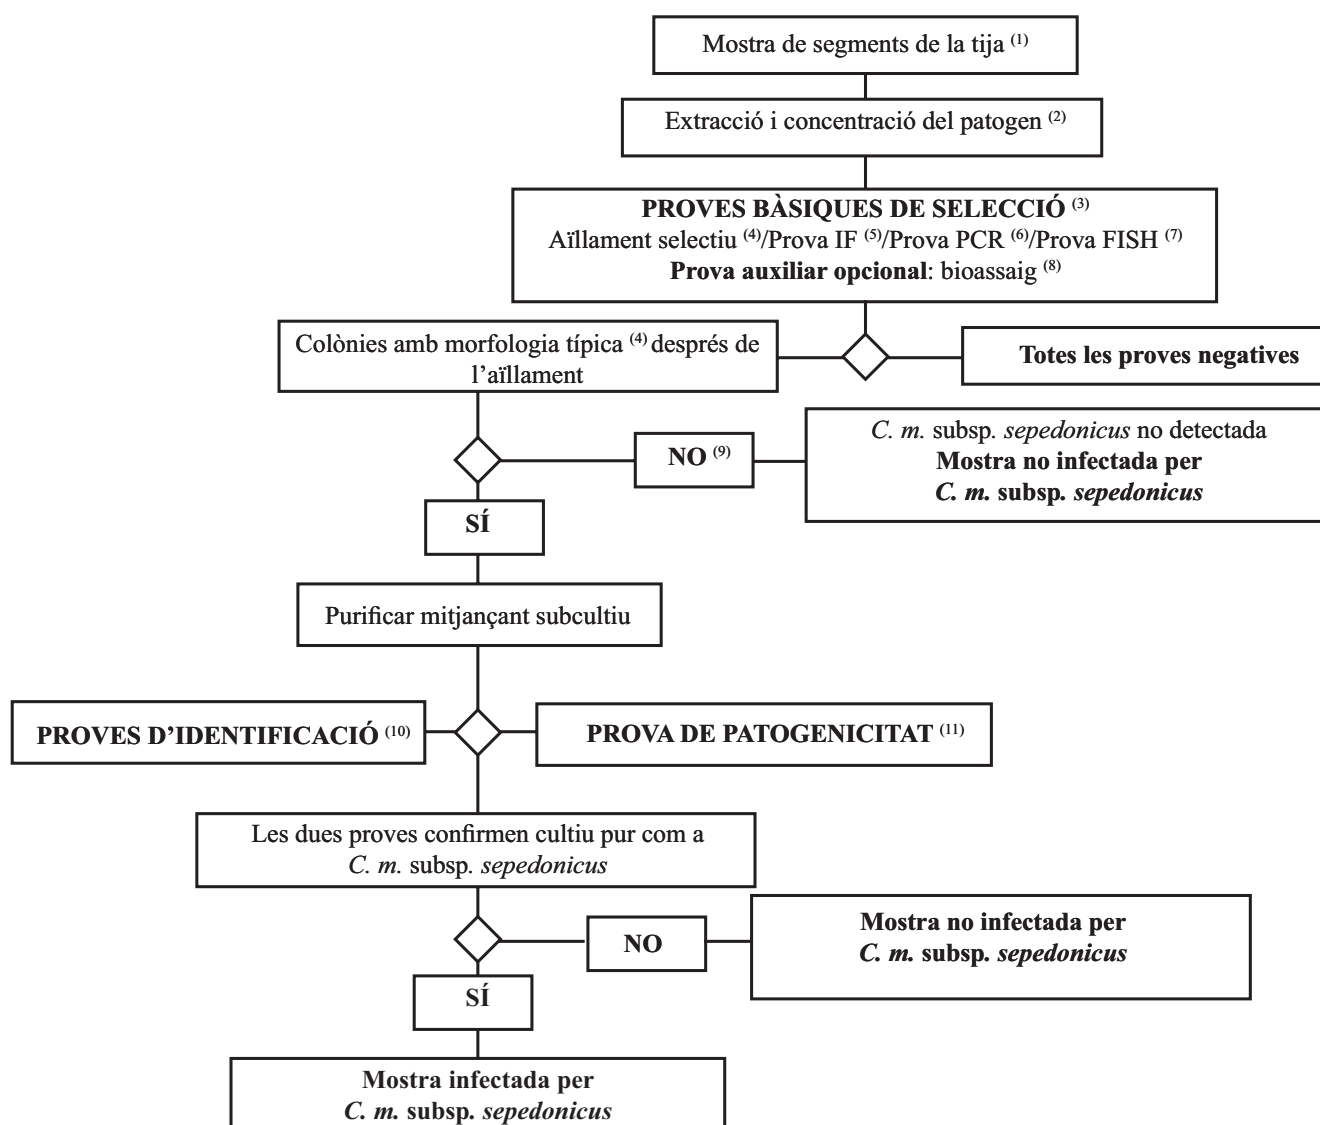 Mostra de segments de la tija (1)
Extracció i concentració del patogen (2)
PROVES BÀSIQUES DE SELECCIÓ (3)
Aïllament selectiu (4)/Prova IF (5)/Prova PCR (6)/Prova FISH (7)
Prova auxiliar opcional: bioassaig (8)
Colònies amb morfologia típica (4) després de
l’aïllament
Totes les proves negatives
NO (9)
C. m. subsp. sepedonicus no detectada
Mostra no infectada per
C. m. subsp. sepedonicus
SÍ
Purificar mitjançant subcultiu
PROVES D’IDENTIFICACIÓ (10)
PROVA DE PATOGENICITAT (11)
Les dues proves confirmen cultiu pur com a
C. m. subsp. sepedonicus
NO
Mostra no infectada per
C. m. subsp. sepedonicus
SÍ
Mostra infectada per
C. m. subsp. sepedonicus